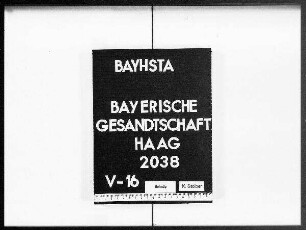 BAYHSTA
BAYERISCHE
GESANDTSCHAFT
HAAG
2038
V-16